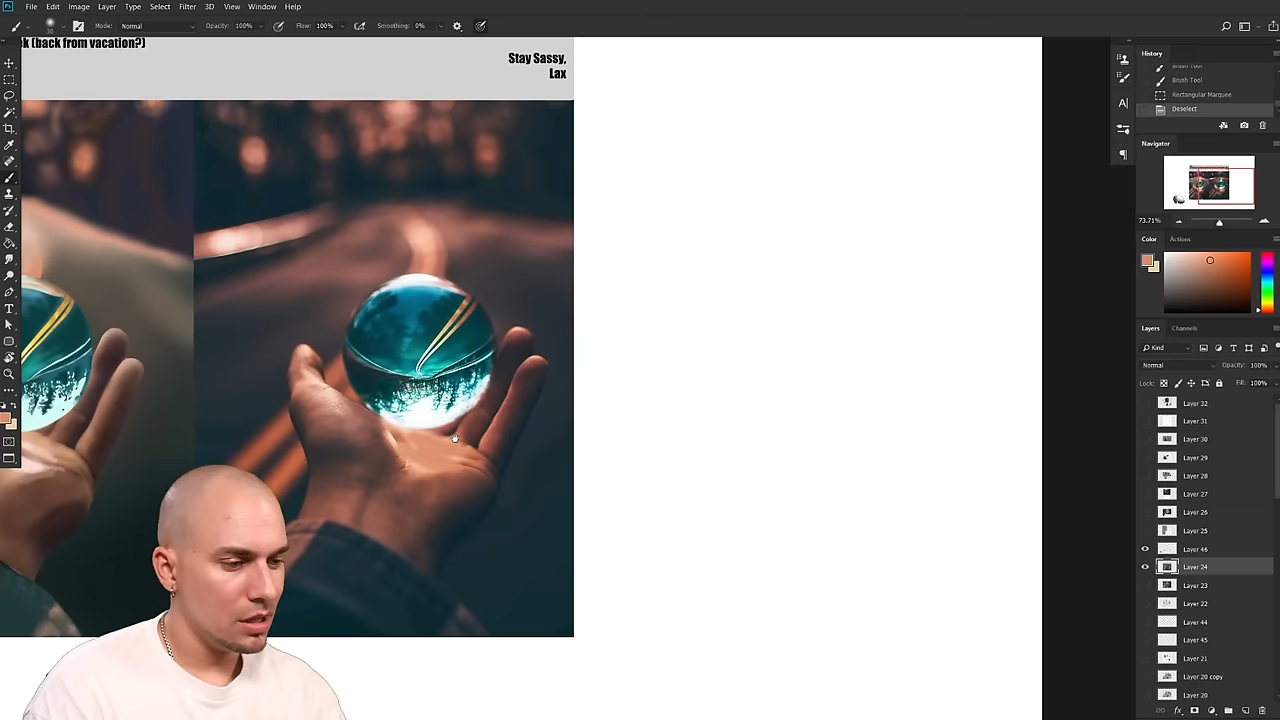 File Edit Image Layer Type Select Filter 3D View Window Help
30 Mode: Normal Opacity: 100% Flow: 100% Smoothing: 0%
k (back from vacation?)
Stay Sassy,
Lax
History
Brush Tool
Brush Tool
Rectangular Marquee
Deselect
Navigator
73.71%
Color Actions
Layers Channels
Kind
Normal Opacity: 100%
Lock: Fill: 100%
Layer 32
Layer 31
Layer 30
Layer 29
Layer 28
Layer 27
Layer 26
Layer 25
Layer 46
Layer 24
Layer 23
Layer 22
Layer 44
Layer 45
Layer 21
Layer 20 copy
Layer 20